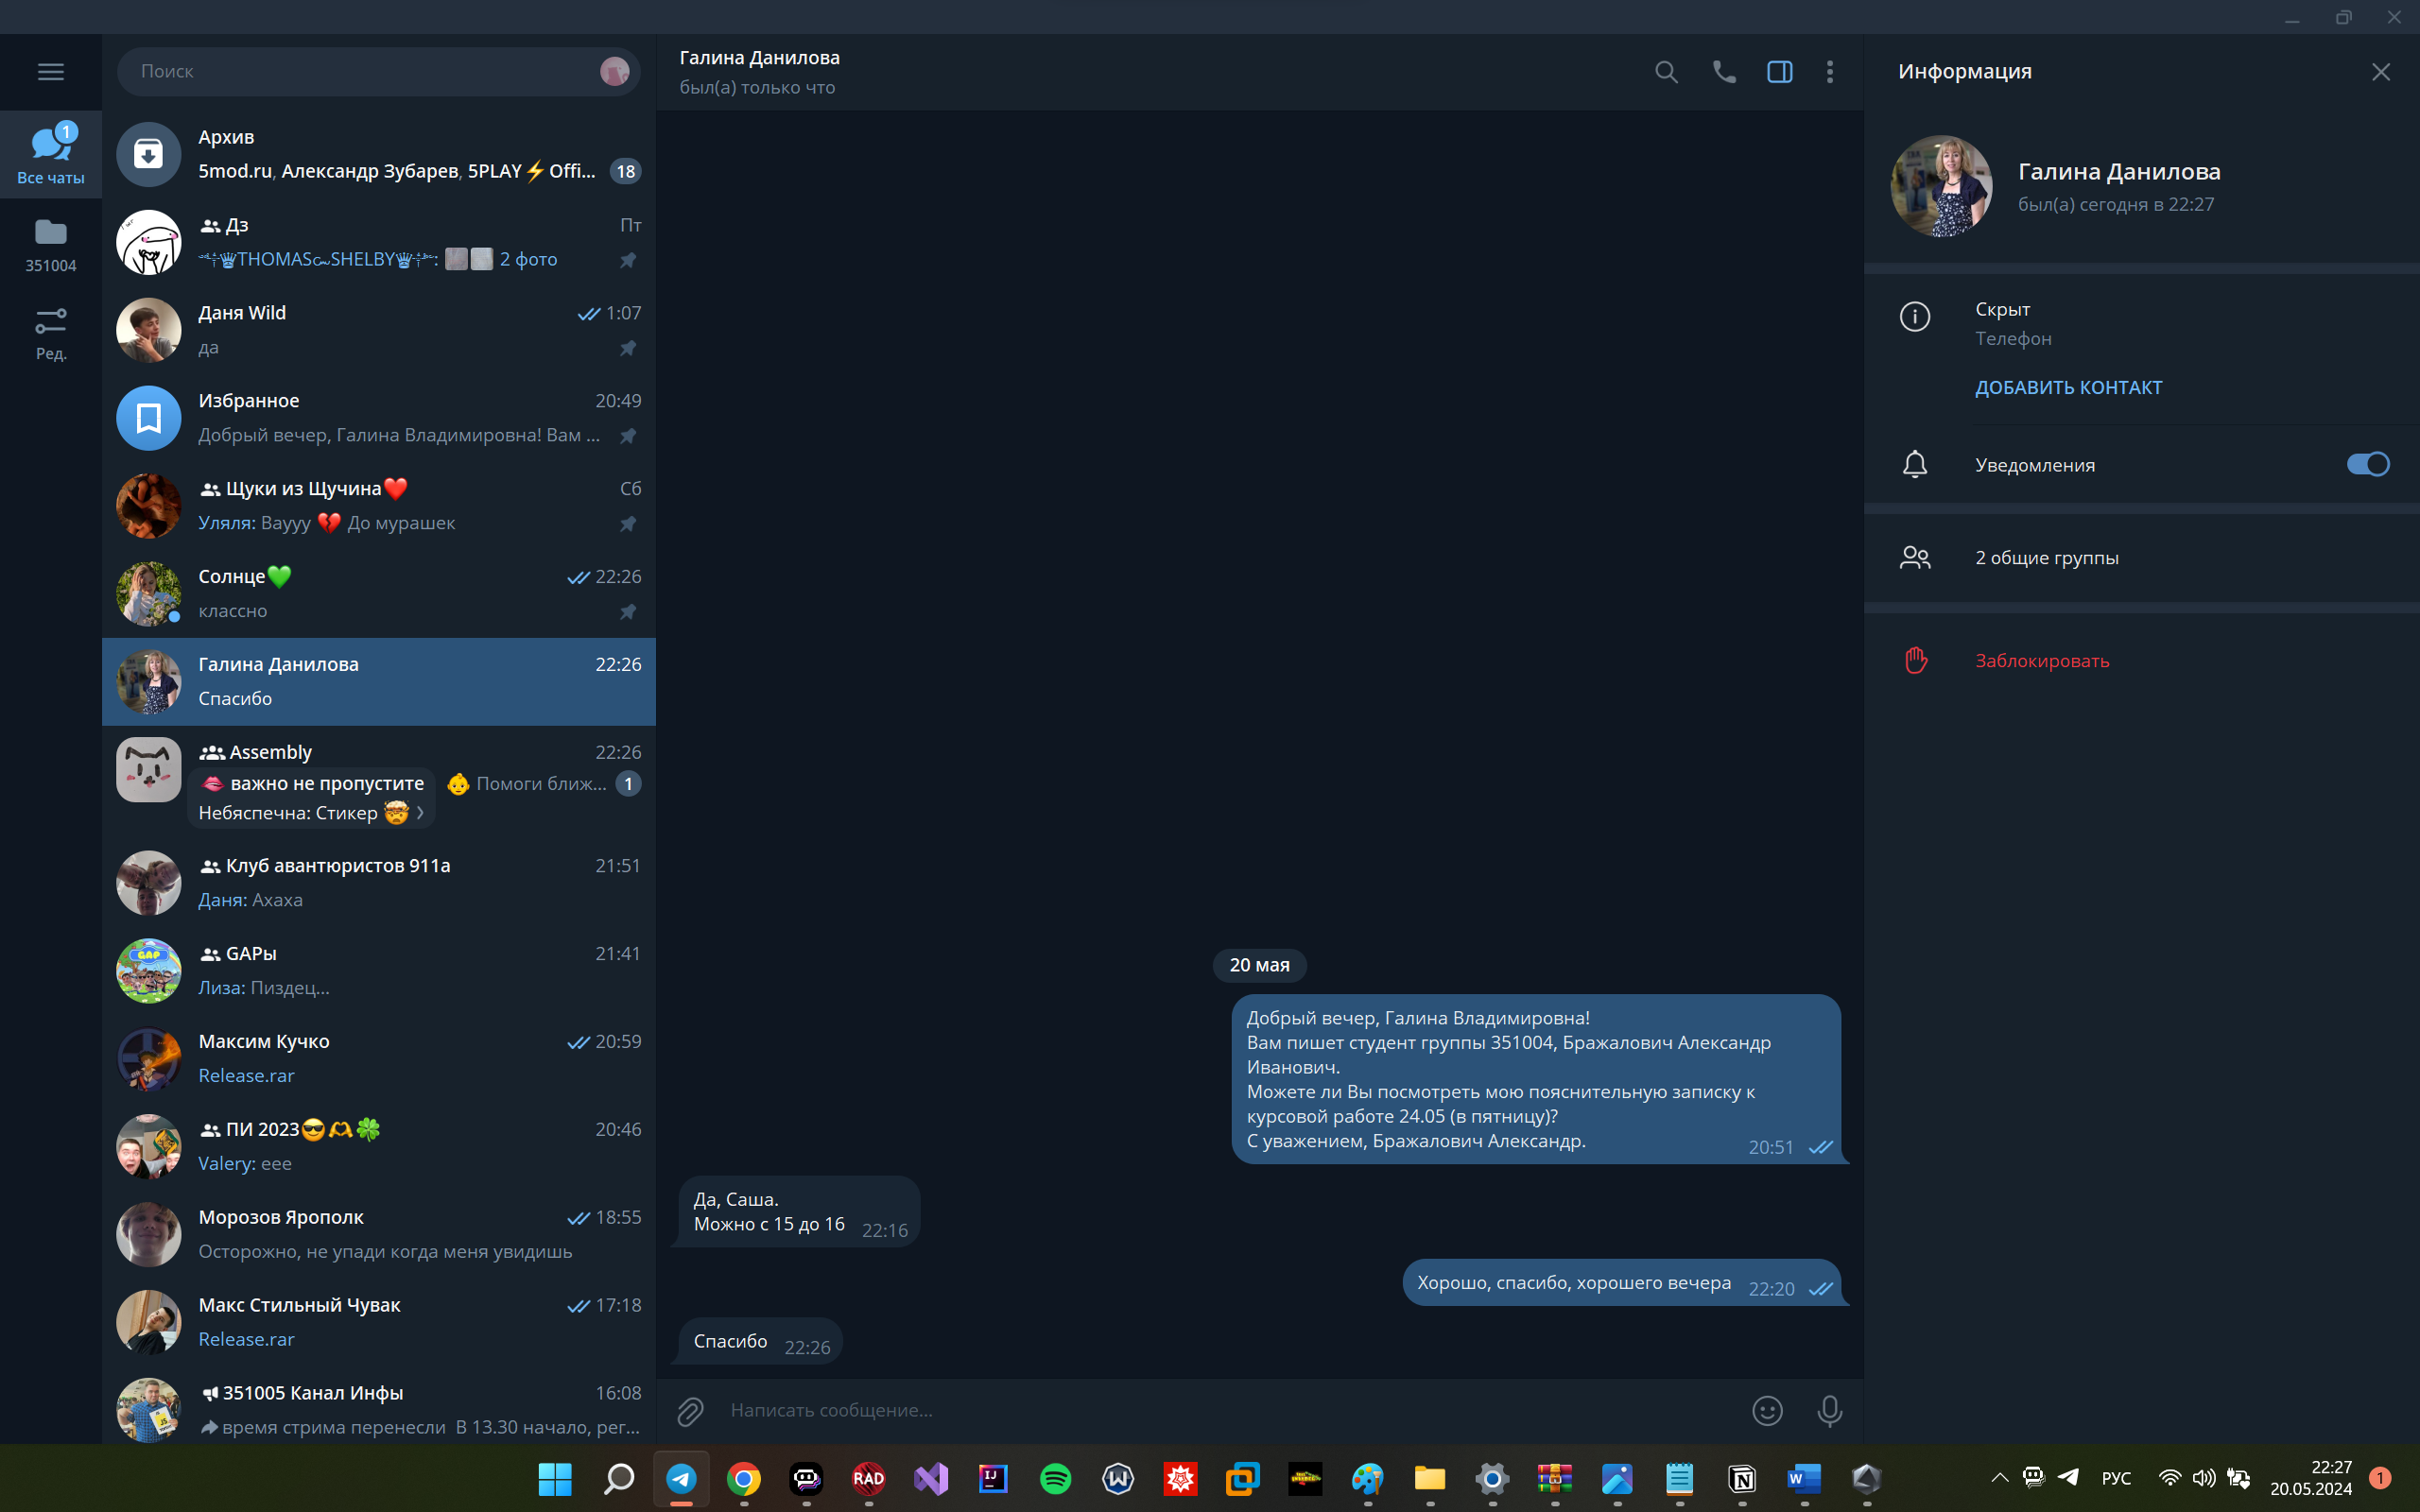 Поиск
1
Все чаты
351004
Ред.
Архив
5mod.ru, Александр Зубарев, 5PLAY⚡Offi...
18
Дз
Пт
THOMAS SHELBY: 2 фото
Даня Wild
1:07
да
Избранное
20:49
Добрый вечер, Галина Владимировна! Вам ...
Щуки из Щучина❤️
Сб
Уляля: Вауyy 💔 До мурашек
Солнце💚
22:26
классно
Галина Данилова
22:26
Спасибо
Assembly
22:26
🫦 важно не пропустите 👶 Помоги ближ...
1
Небяспечна: Стикер 🤯 ›
Клуб авантюристов 911а
21:51
Даня: Ахаха
GAP
GAPы
21:41
Лиза: Пиздец...
Максим Кучко
20:59
Release.rar
ПИ 2023😎🫶🍀
20:46
Valery: еее
Морозов Ярополк
18:55
Осторожно, не упади когда меня увидишь
Макс Стильный Чувак
17:18
Release.rar
JS
351005 Канал Инфы
16:08
время стрима перенесли В 13.30 начало, рег...
Галина Данилова
был(а) только что
20 мая
Добрый вечер, Галина Владимировна!
Вам пишет студент группы 351004, Бражалович Александр
Иванович.
Можете ли Вы посмотреть мою пояснительную записку к
курсовой работе 24.05 (в пятницу)?
С уважением, Бражалович Александр.
20:51
Да, Саша.
Можно с 15 до 16
22:16
Хорошо, спасибо, хорошего вечера
22:20
Спасибо
22:26
Написать сообщение...
Информация
Галина Данилова
был(а) сегодня в 22:27
Скрыт
Телефон
ДОБАВИТЬ КОНТАКТ
Уведомления
2 общие группы
Заблокировать
RAD
IJ
W
N
W
РУС
22:27
20.05.2024
1